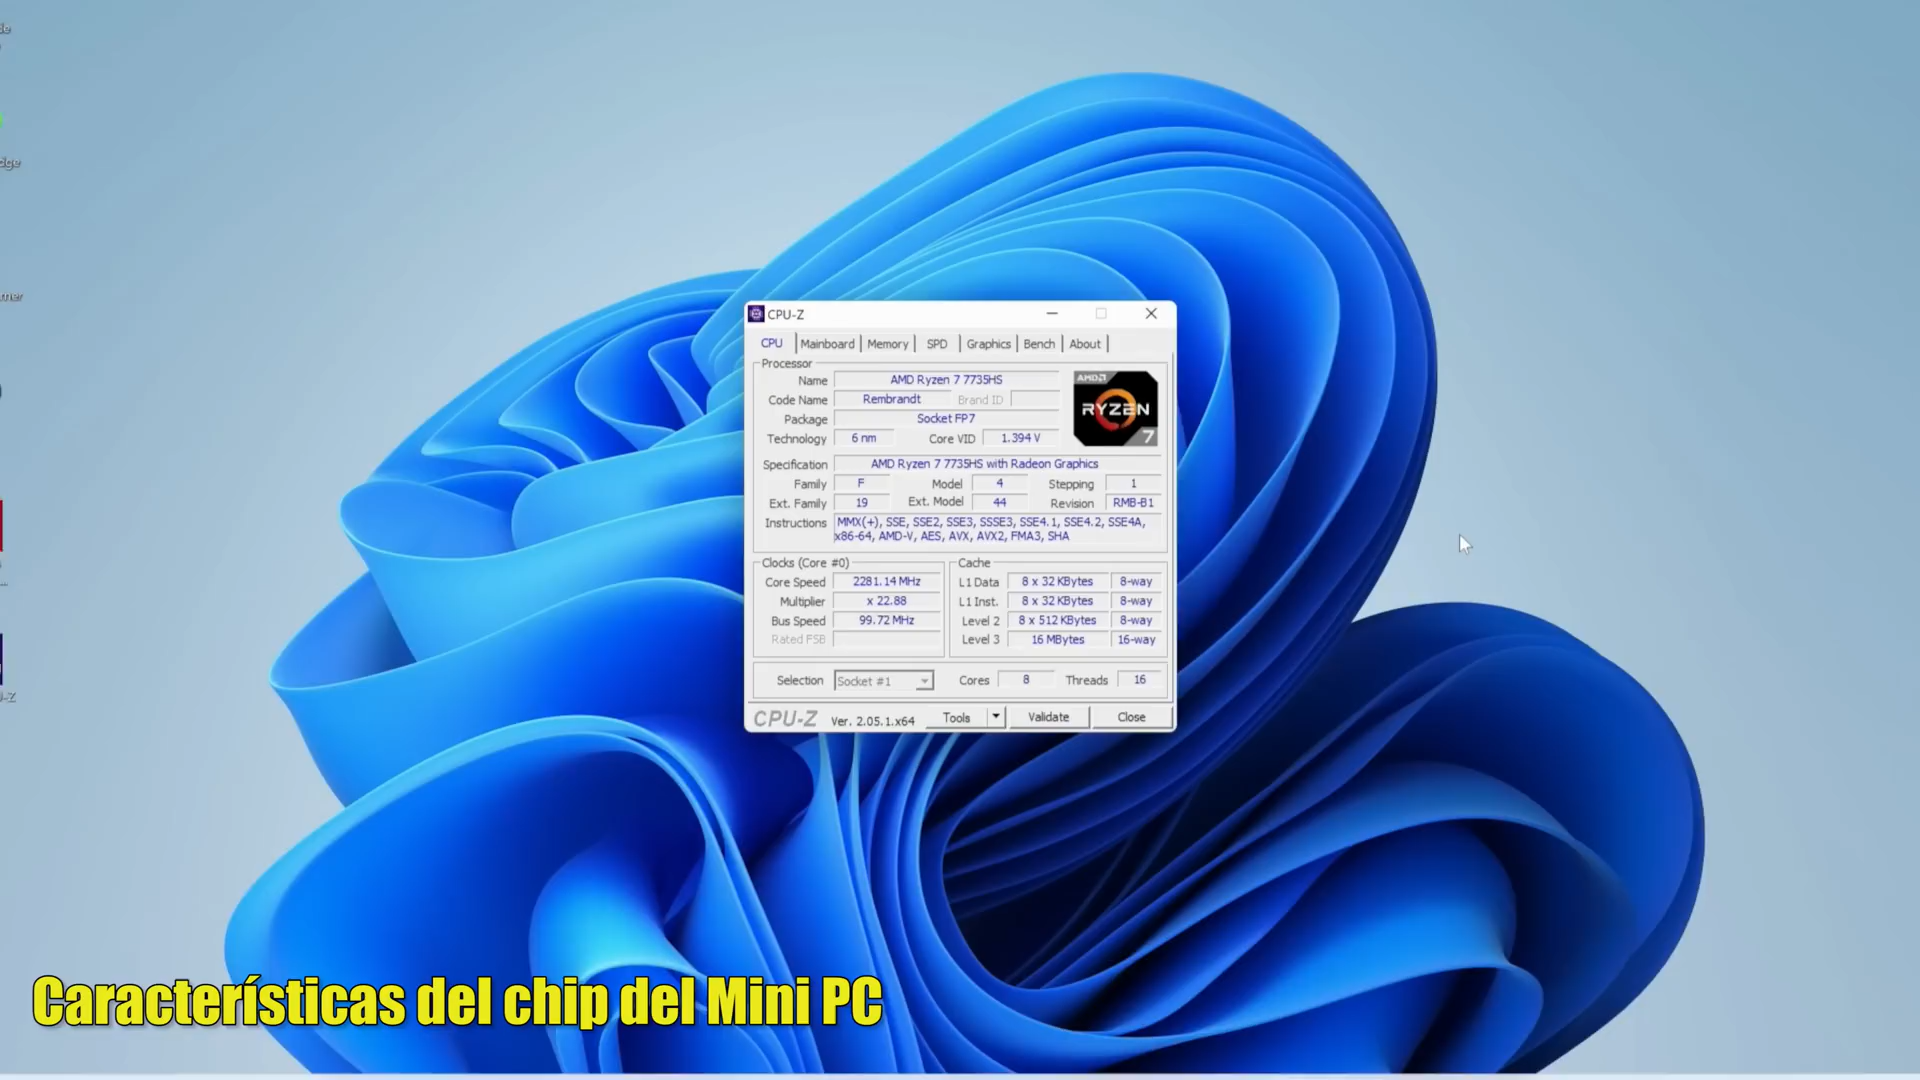 dge
CPU-Z
CPU Mainboard Memory SPD Graphics Bench About
Processor
Name AMD Ryzen 7 7735HS
Code Name Rembrandt Brand ID
Package Socket FP7
Technology 6 nm Core VID 1.394 V
AMD
RYZEN
7
Specification AMD Ryzen 7 7735HS with Radeon Graphics
Family F Model 4 Stepping 1
Ext. Family 19 Ext. Model 44 Revision RMB-B1
Instructions MMX(+), SSE, SSE2, SSE3, SSSE3, SSE4.1, SSE4.2, SSE4A,
x86-64, AMD-V, AES, AVX, AVX2, FMA3, SHA
Clocks (Core #0)
Core Speed 2281.14 MHz
Multiplier x 22.88
Bus Speed 99.72 MHz
Rated FSB
Cache
L1 Data 8 x 32 KBytes 8-way
L1 Inst. 8 x 32 KBytes 8-way
Level 2 8 x 512 KBytes 8-way
Level 3 16 MBytes 16-way
Selection Socket #1 Cores 8 Threads 16
CPU-Z Ver. 2.05.1.x64 Tools Validate Close
Características del chip del Mini PC